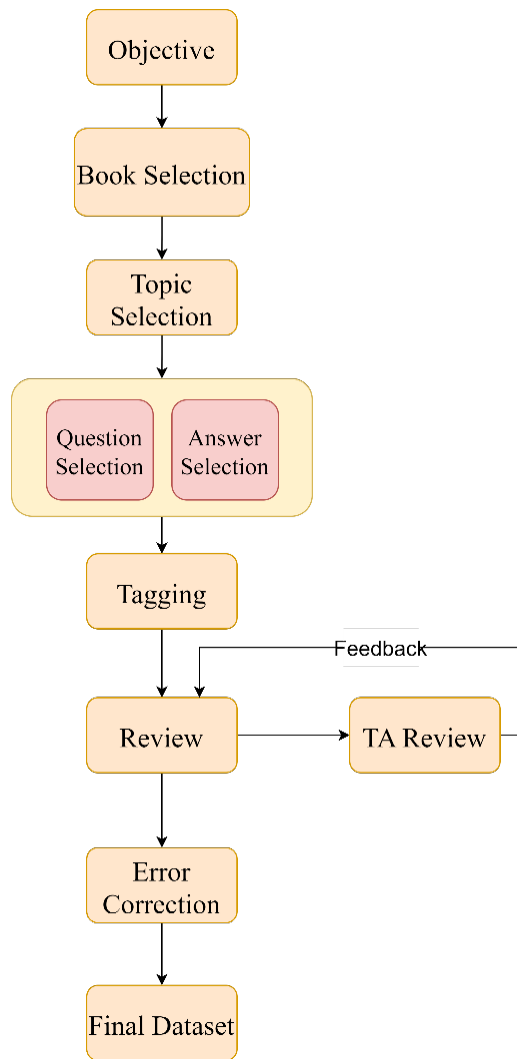 Objective
Book Selection
Topic
Selection
Question
Selection
Answer
Selection
Tagging
Feedback
Review
TA Review
Error
Correction
Final Dataset